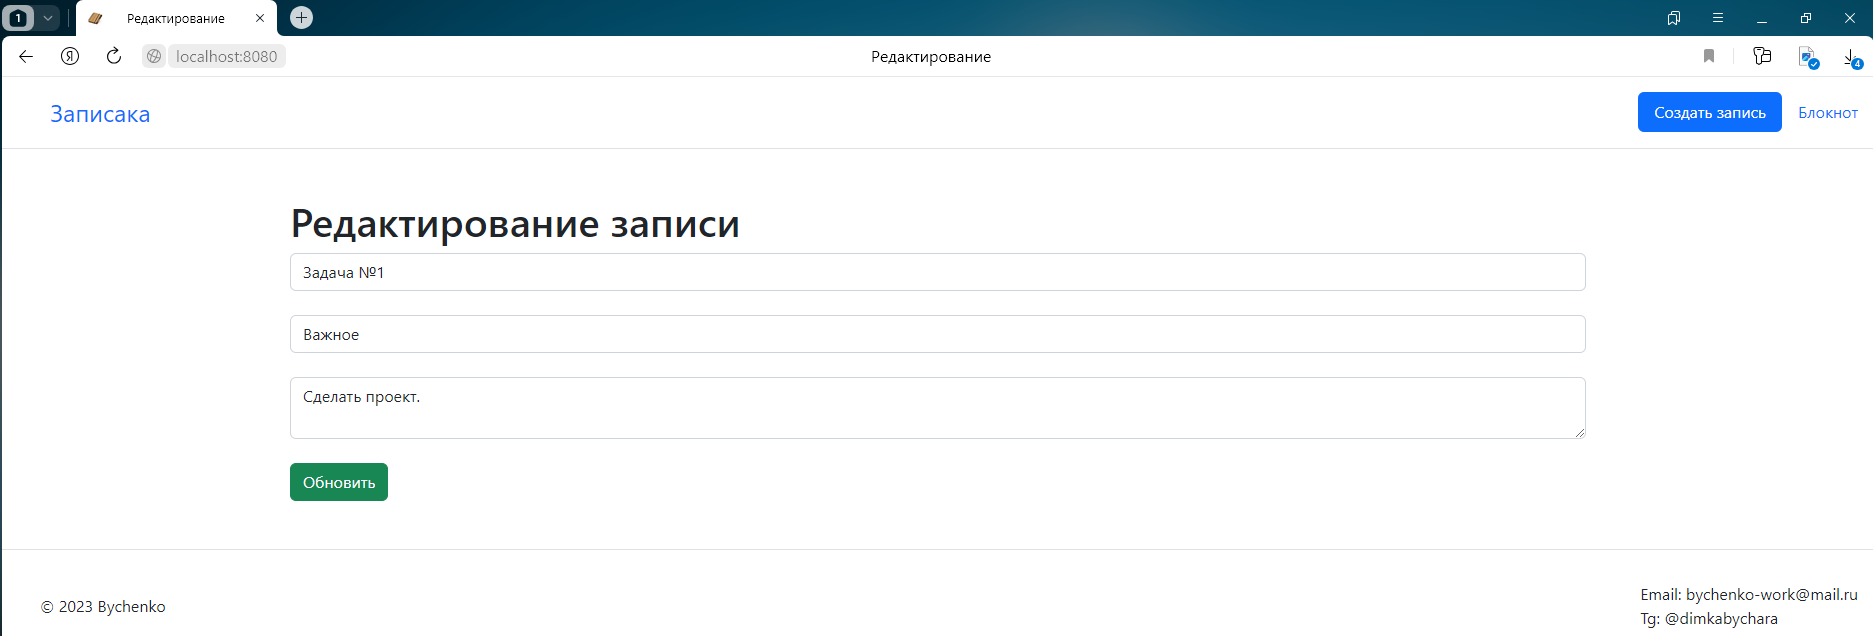 1
Редактирование
Я
localhost:8080
Редактирование
4
Записака
Создать запись
Блокнот
Редактирование записи
Задача №1
Важное
Сделать проект.
Обновить
© 2023 Bychenko
Email: bychenko-work@mail.ru
Tg: @dimkabychara